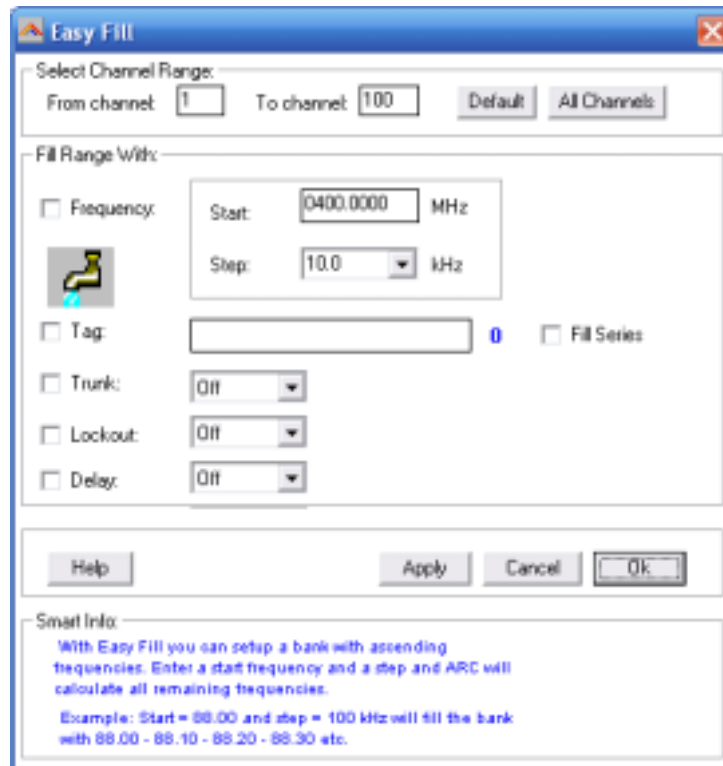 Easy Fill
Select Channel Range:
From channel: 1 To channel: 100 Default All Channels
Fill Range With:
Frequency: Start: 0400.0000 MHz
Step: 10.0 kHz
Tag: 0 Fill Series
Trunk: Off
Lockout: Off
Delay: Off
Help Apply Cancel Ok
Smart Info:
With Easy Fill you can setup a bank with ascending
frequencies. Enter a start frequency and a step and ARC will
calculate all remaining frequencies.
Example: Start = 88.00 and step = 100 kHz will fill the bank
with 88.00 - 88.10 - 88.20 - 88.30 etc.